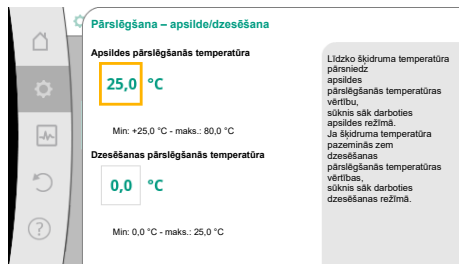 Pārslēgšana – apsilde/dzesēšana
Apsildes pārslēgšanās temperatūra
25,0 °C
Min: +25,0 °C - maks.: 80,0 °C
Dzesēšanas pārslēgšanās temperatūra
0,0 °C
Min: 0,0 °C - maks.: 25,0 °C
Līdzko šķidruma temperatūra
pārsniedz
apsildes
pārslēgšanās temperatūras
vērtību,
sūknis sāk darboties
apsildes režīmā.
Ja šķidruma temperatūra
pazeminās zem
dzesēšanas
pārslēgšanās temperatūras
vērtības,
sūknis sāk darboties
dzesēšanas režīmā.
?